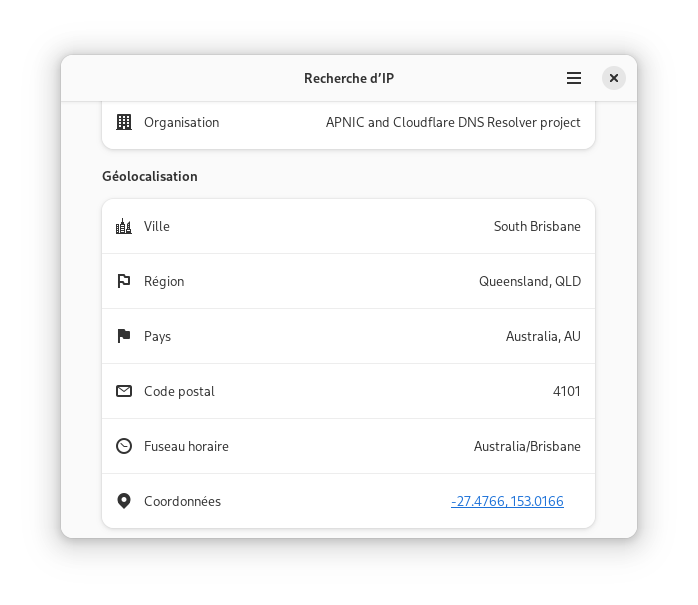 Recherche d’IP
Organisation APNIC and Cloudflare DNS Resolver project
Géolocalisation
Ville South Brisbane
Région Queensland, QLD
Pays Australia, AU
Code postal 4101
Fuseau horaire Australia/Brisbane
Coordonnées -27.4766, 153.0166